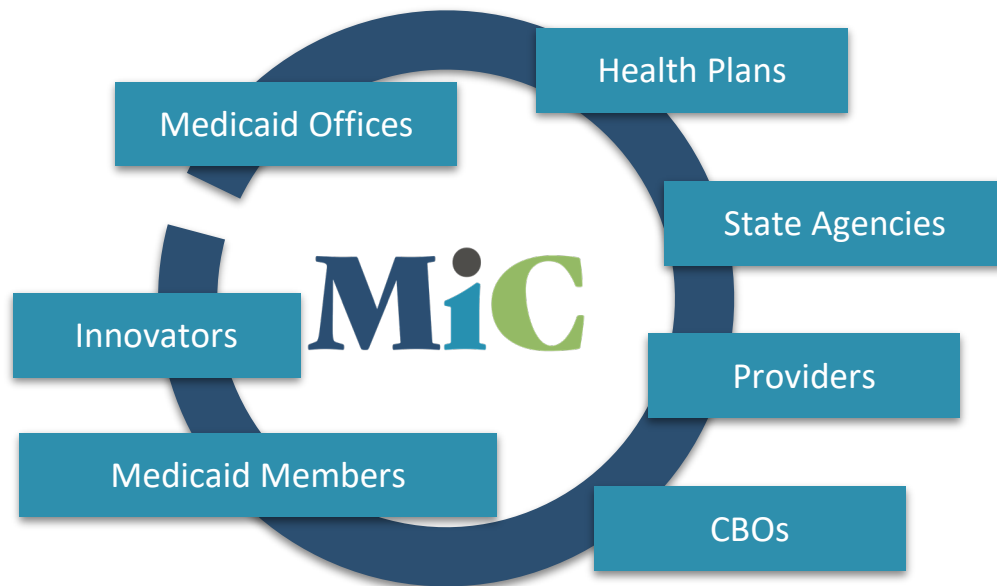 Health Plans
Medicaid Offices
State Agencies
MiC
Innovators
Providers
Medicaid Members
CBOs